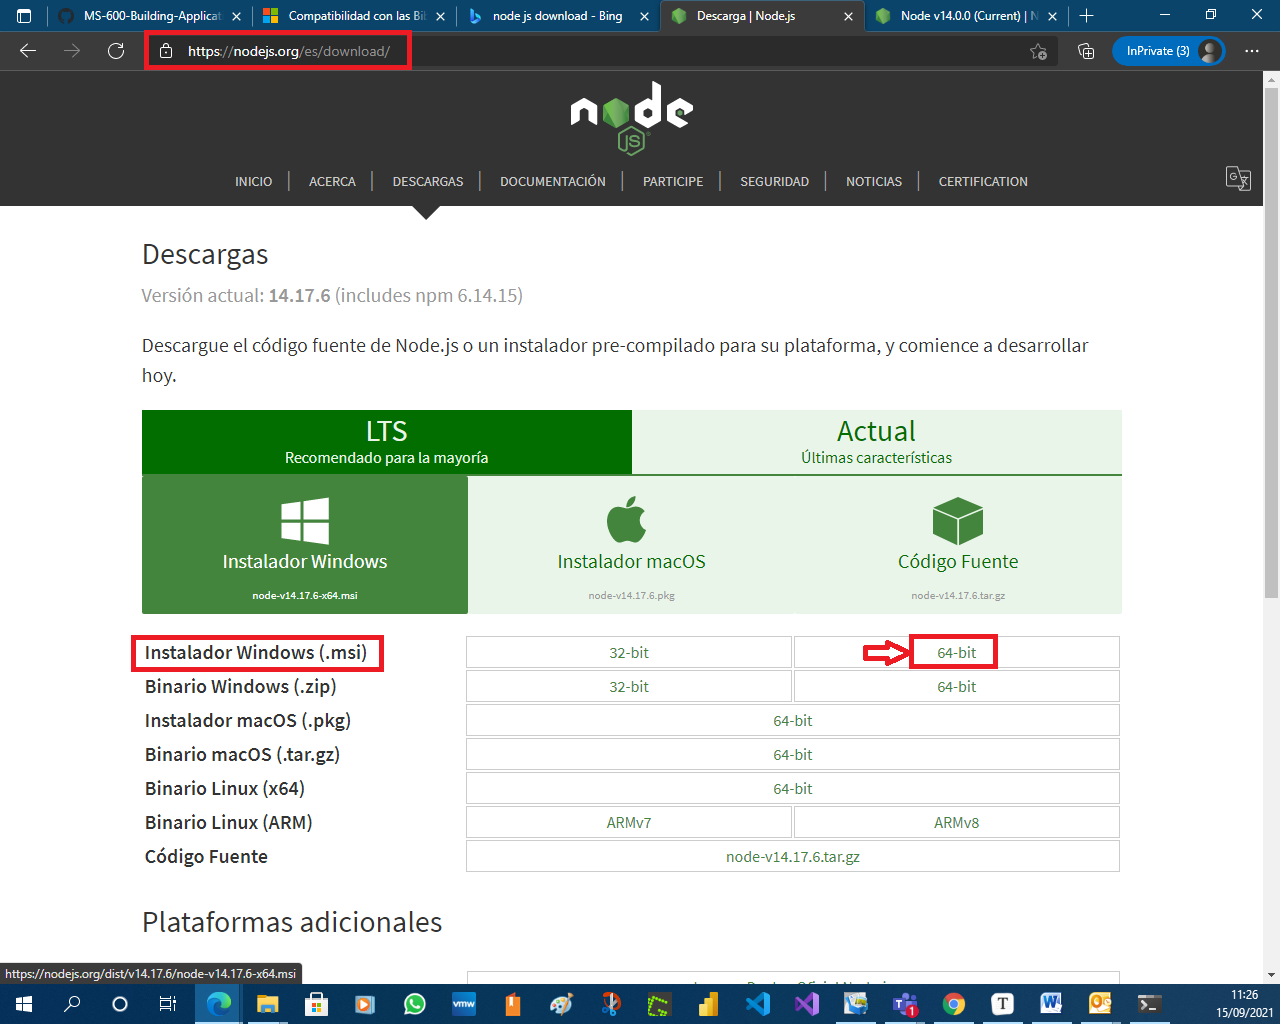 MS-600-Building-Applicat
Compatibilidad con las Bi
node js download - Bing
Descarga | Node.js
Node v14.0.0 (Current) | N
https://nodejs.org/es/download/
InPrivate (3)
node
JS
INICIO | ACERCA | DESCARGAS | DOCUMENTACIÓN | PARTICIPE | SEGURIDAD | NOTICIAS | CERTIFICATION
Descargas
Versión actual: 14.17.6 (includes npm 6.14.15)
Descargue el código fuente de Node.js o un instalador pre-compilado para su plataforma, y comience a desarrollar
hoy.
LTS
Recomendado para la mayoría
Actual
Últimas características
Instalador Windows
node-v14.17.6-x64.msi
Instalador macOS
node-v14.17.6.pkg
Código Fuente
node-v14.17.6.tar.gz
Instalador Windows (.msi) 32-bit 64-bit
Binario Windows (.zip) 32-bit 64-bit
Instalador macOS (.pkg) 64-bit
Binario macOS (.tar.gz) 64-bit
Binario Linux (x64) 64-bit
Binario Linux (ARM) ARMv7 ARMv8
Código Fuente node-v14.17.6.tar.gz
Plataformas adicionales
https://nodejs.org/dist/v14.17.6/node-v14.17.6-x64.msi
vmw
1
T
11:26
15/09/2021